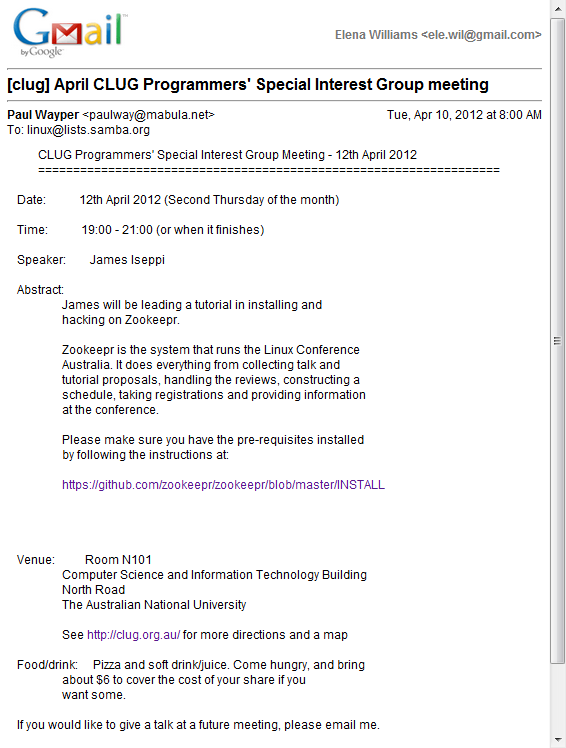 Gmail
by Google
Elena Williams <ele.wil@gmail.com>
[clug] April CLUG Programmers' Special Interest Group meeting
Paul Wayper <paulway@mabula.net> Tue, Apr 10, 2012 at 8:00 AM
To: linux@lists.samba.org
CLUG Programmers' Special Interest Group Meeting - 12th April 2012
==================================================================
Date: 12th April 2012 (Second Thursday of the month)
Time: 19:00 - 21:00 (or when it finishes)
Speaker: James Iseppi
Abstract:
James will be leading a tutorial in installing and
hacking on Zookeepr.
Zookeepr is the system that runs the Linux Conference
Australia. It does everything from collecting talk and
tutorial proposals, handling the reviews, constructing a
schedule, taking registrations and providing information
at the conference.
Please make sure you have the pre-requisites installed
by following the instructions at:
https://github.com/zookeepr/zookeepr/blob/master/INSTALL
Venue: Room N101
Computer Science and Information Technology Building
North Road
The Australian National University
See http://clug.org.au/ for more directions and a map
Food/drink: Pizza and soft drink/juice. Come hungry, and bring
about $6 to cover the cost of your share if you
want some.
If you would like to give a talk at a future meeting, please email me.